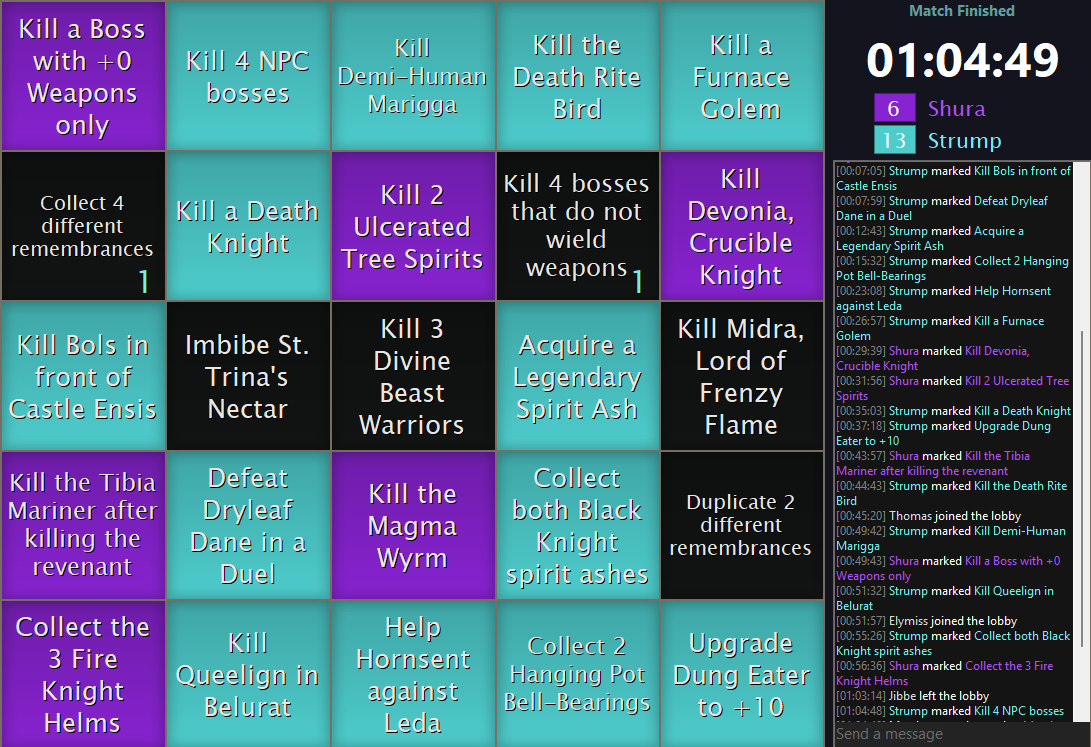 Kill a Boss
with +0
Weapons
only
Kill 4 NPC
bosses
Kill
Demi-Human
Marigga
Kill the
Death Rite
Bird
Kill a
Furnace
Golem
Collect 4
different
remembrances
1
Kill a Death
Knight
Kill 2
Ulcerated
Tree Spirits
Kill 4 bosses
that do not
wield
weapons
1
Kill
Devonia,
Crucible
Knight
Kill Bols in
front of
Castle Ensis
Imbibe St.
Trina's
Nectar
Kill 3
Divine
Beast
Warriors
Acquire a
Legendary
Spirit Ash
Kill Midra,
Lord of
Frenzy
Flame
Kill the Tibia
Mariner after
killing the
revenant
Defeat
Dryleaf
Dane in a
Duel
Kill the
Magma
Wyrm
Collect
both Black
Knight
spirit ashes
Duplicate 2
different
remembrances
Collect the
3 Fire
Knight
Helms
Kill
Queelign in
Belurat
Help
Hornsent
against
Leda
Collect 2
Hanging Pot
Bell-Bearings
Upgrade
Dung Eater
to +10
Match Finished
01:04:49
6 Shura
13 Strump
[00:07:05] Strump marked Kill Bols in front of
Castle Ensis
[00:07:59] Strump marked Defeat Dryleaf
Dane in a Duel
[00:12:43] Strump marked Acquire a
Legendary Spirit Ash
[00:15:32] Strump marked Collect 2 Hanging
Pot Bell-Bearings
[00:23:08] Strump marked Help Hornsent
against Leda
[00:26:57] Strump marked Kill a Furnace
Golem
[00:29:39] Shura marked Kill Devonia,
Crucible Knight
[00:31:56] Shura marked Kill 2 Ulcerated Tree
Spirits
[00:35:03] Strump marked Kill a Death Knight
[00:37:18] Strump marked Upgrade Dung
Eater to +10
[00:43:57] Shura marked Kill the Tibia
Mariner after killing the revenant
[00:44:43] Strump marked Kill the Death Rite
Bird
[00:45:20] Thomas joined the lobby
[00:49:42] Strump marked Kill Demi-Human
Marigga
[00:49:43] Shura marked Kill a Boss with +0
Weapons only
[00:51:32] Strump marked Kill Queelign in
Belurat
[00:51:57] Elymiss joined the lobby
[00:55:26] Strump marked Collect both Black
Knight spirit ashes
[00:56:36] Shura marked Collect the 3 Fire
Knight Helms
[01:03:14] Jibbe left the lobby
[01:04:48] Strump marked Kill 4 NPC bosses
Send a message